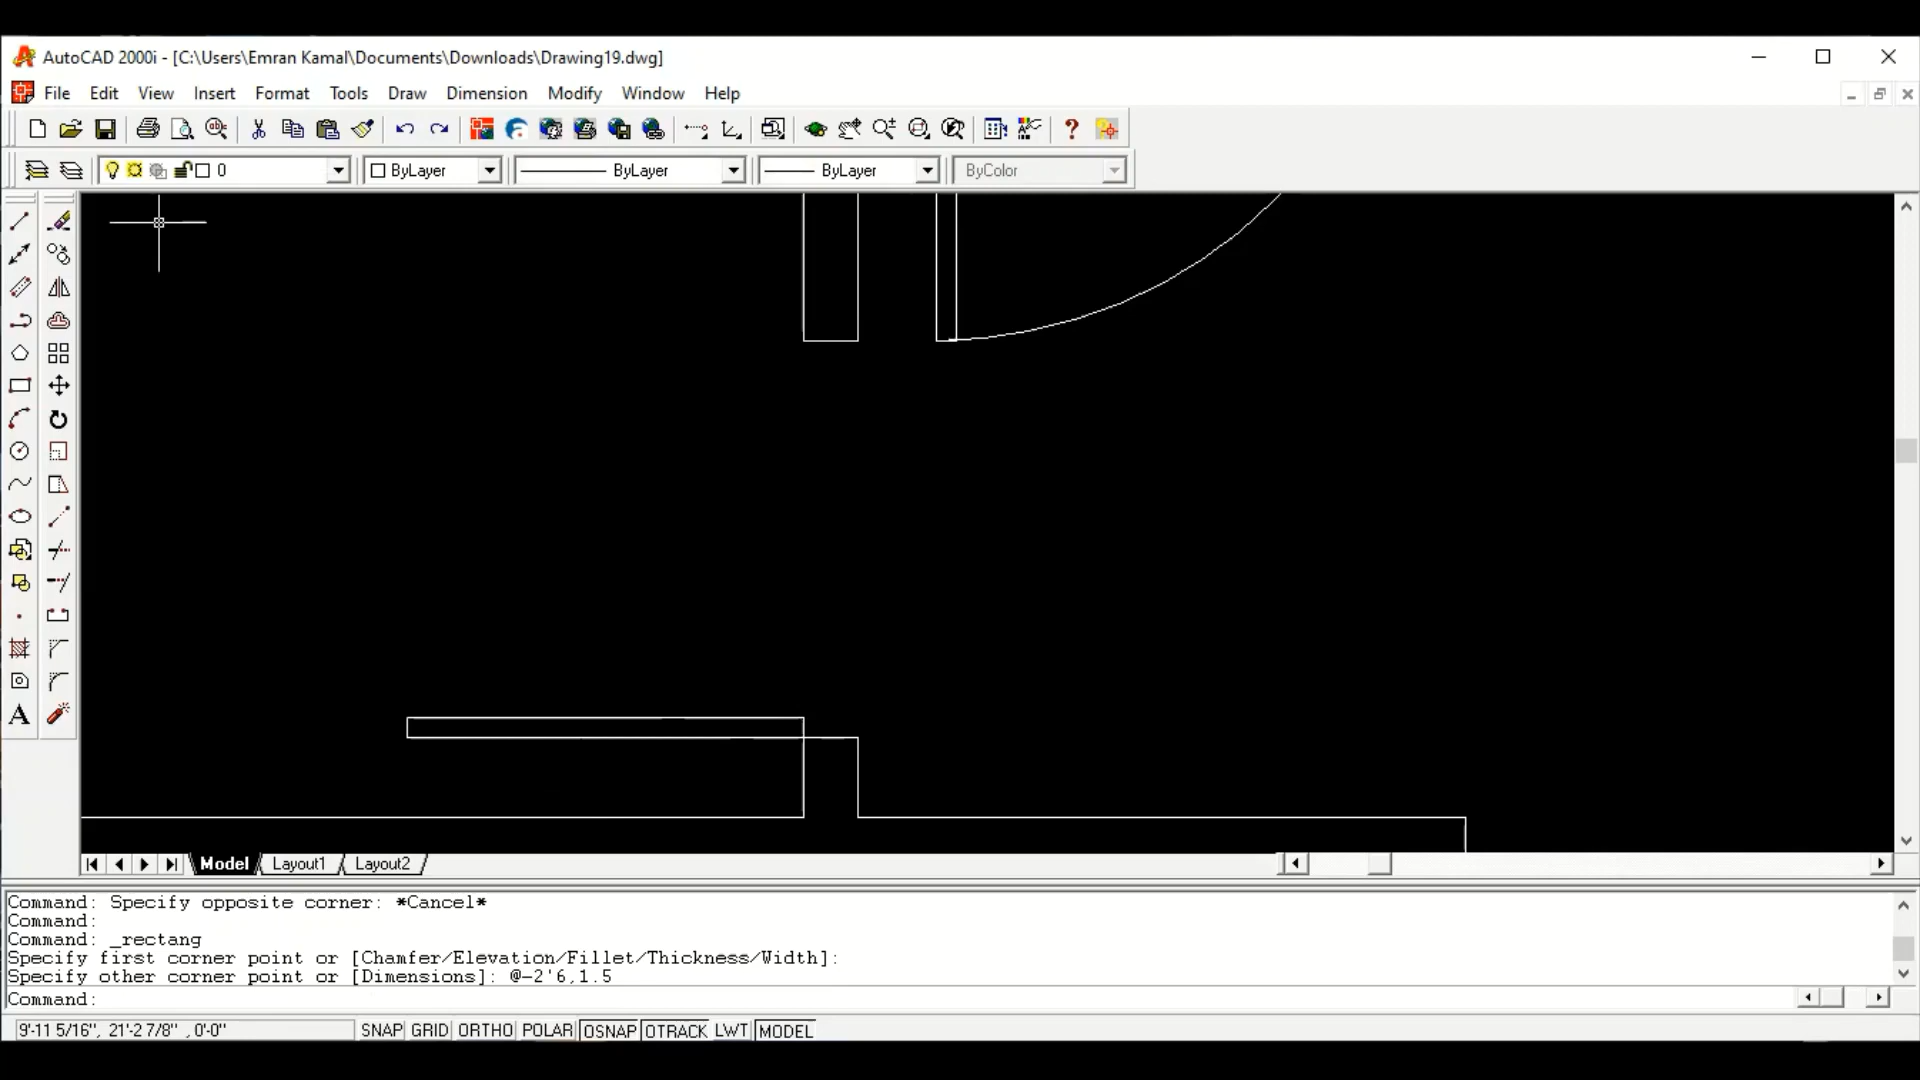 AutoCAD 2000i - [C:\Users\Emran Kamal\Documents\Downloads\Drawing19.dwg]
File Edit View Insert Format Tools Draw Dimension Modify Window Help
0 ByLayer ByLayer ByLayer ByColor
A
Model Layout1 Layout2
Command: Specify opposite corner: *Cancel*
Command:
Command: _rectang
Specify first corner point or [Chamfer/Elevation/Fillet/Thickness/Width]:
Specify other corner point or [Dimensions]: @-2'6,1.5
Command:
9'-11 5/16", 21'-2 7/8" , 0'-0" SNAP GRID ORTHO POLAR OSNAP OTRACK LWT MODEL